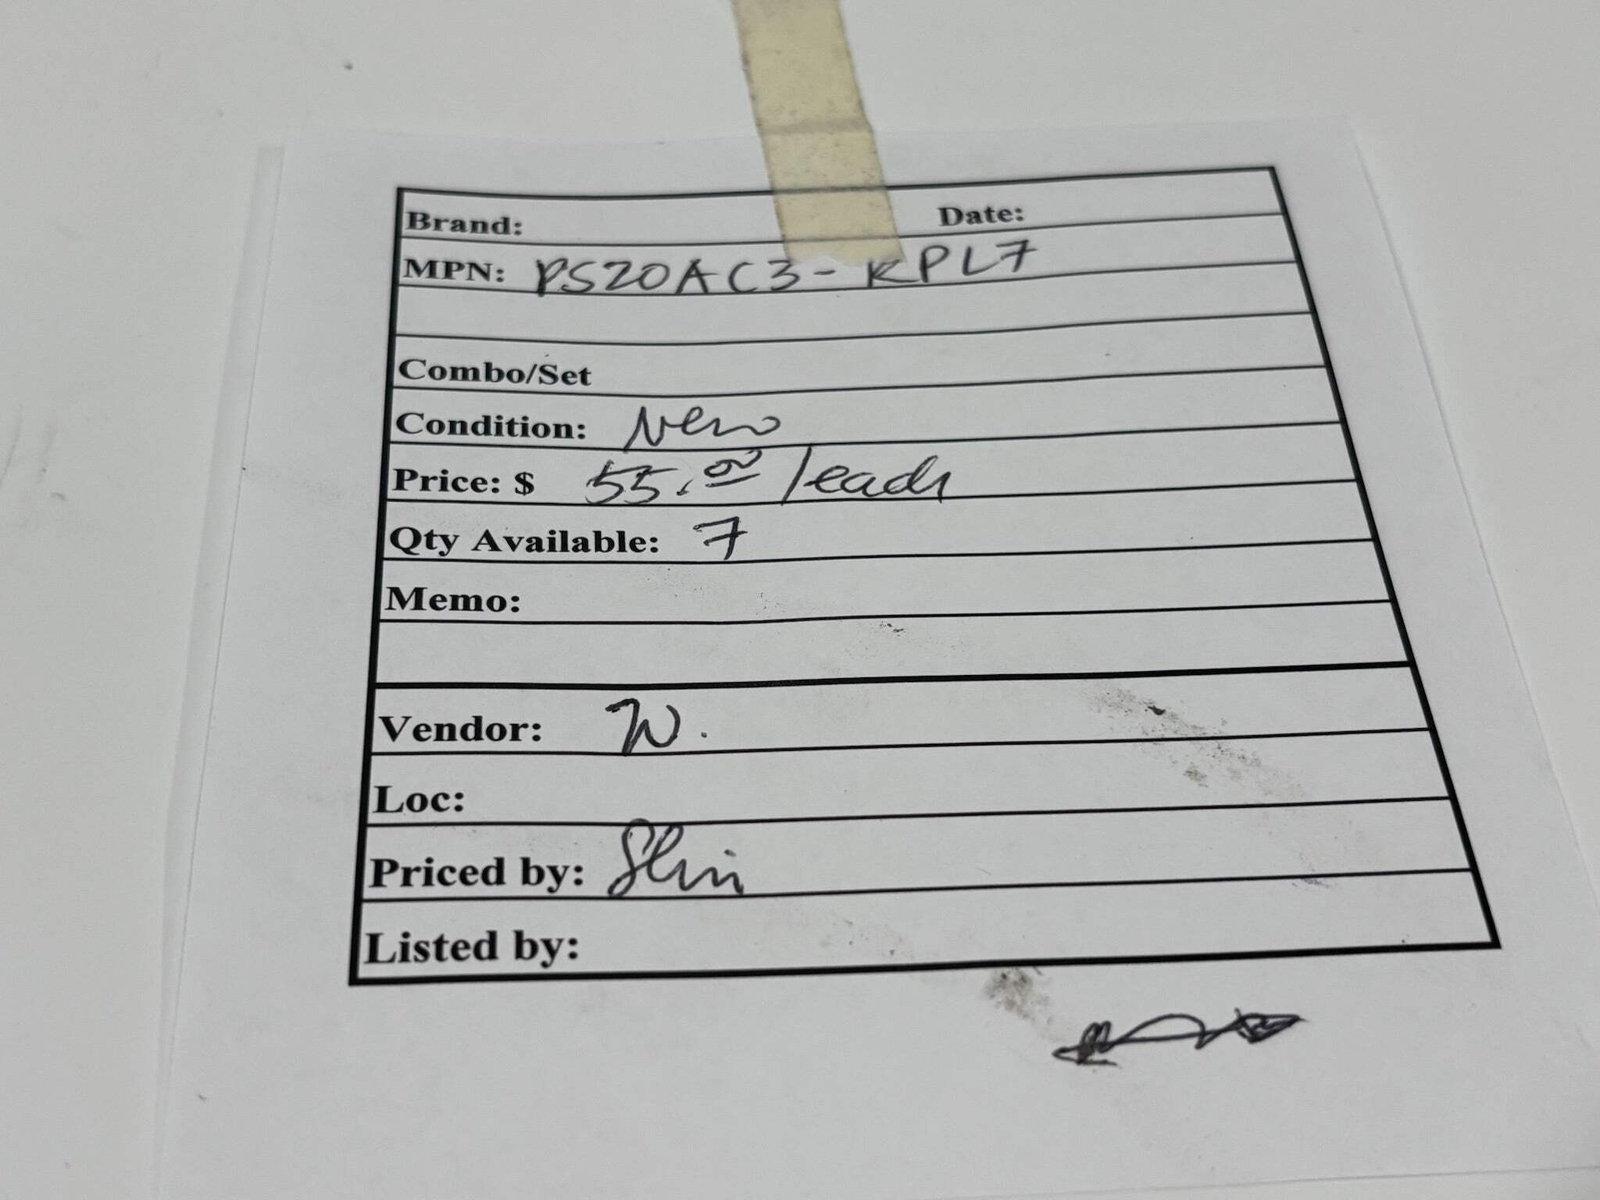 Brand: Date:
MPN: PS20AC3-KPL7
Combo/Set
Condition: New
Price: $ 55.00/each
Qty Available: 7
Memo:
Vendor: W.
Loc:
Priced by:
Listed by: